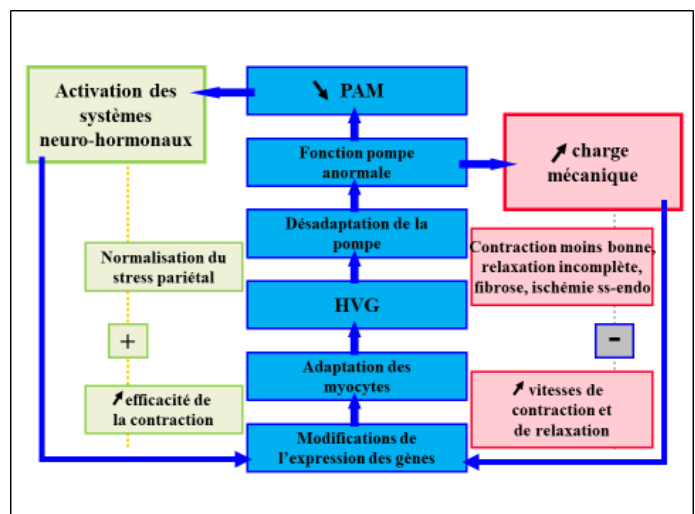 Activation des
systèmes
neuro-hormonaux
PAM
Fonction pompe
anormale
charge
mécanique
Désadaptation de la
pompe
Normalisation du
stress pariétal
Contraction moins bonne,
relaxation incomplète,
fibrose, ischémie ss-endo
HVG
+
-
Adaptation des
myocytes
efficacité de
la contraction
vitesses de
contraction et
de relaxation
Modifications de
l'expression des gènes